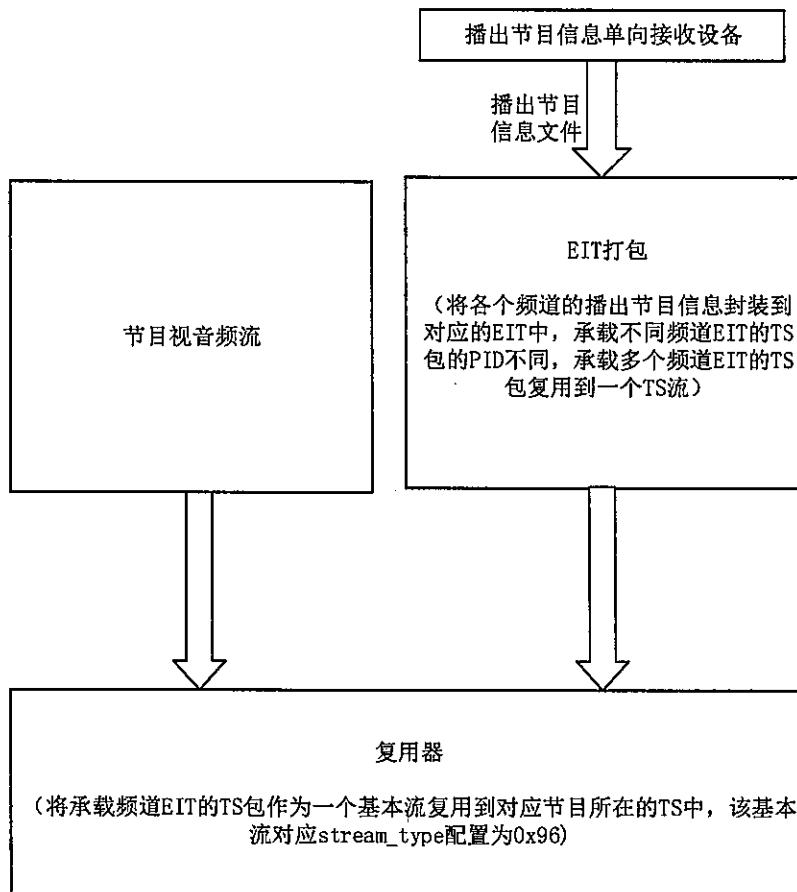 播出节目信息单向接收设备
播出节目
信息文件
节目视音频流
EIT打包
（将各个频道的播出节目信息封装到
对应的EIT中，承载不同频道EIT的TS
包的PID不同，承载多个频道EIT的TS
包复用到一个TS流）
复用器
（将承载频道EIT的TS包作为一个基本流复用到对应节目所在的TS中，该基本
流对应stream_type配置为0x96)